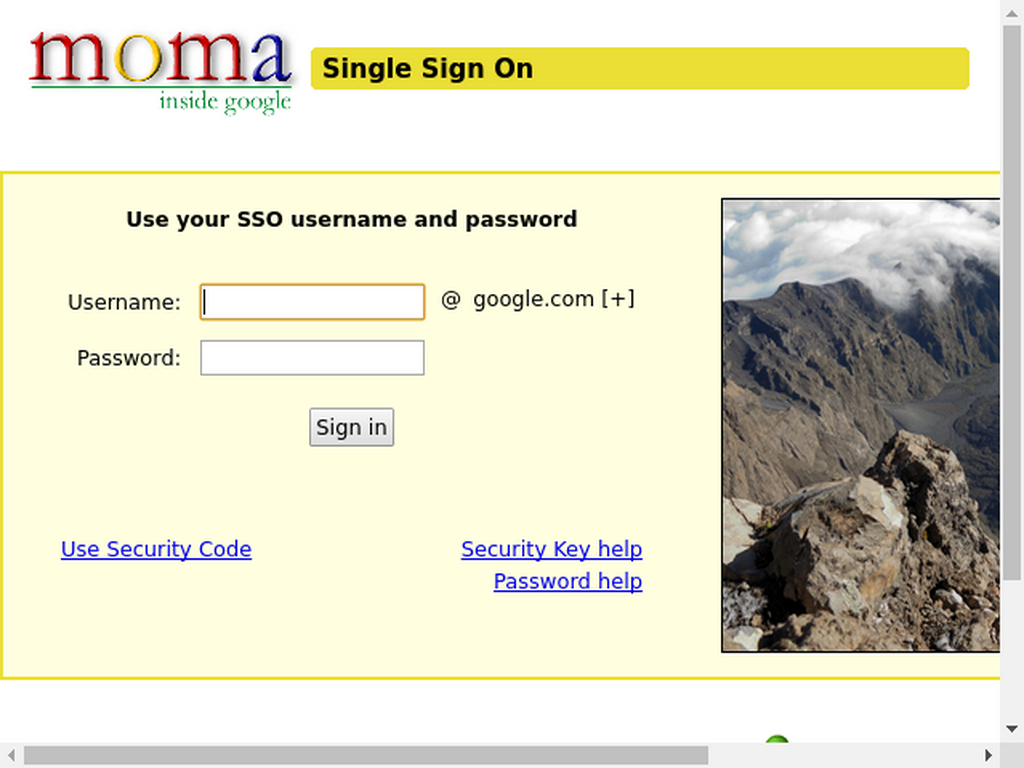 moma
inside google
Single Sign On
Use your SSO username and password
Username:
@ google.com [+]
Password:
Sign in
Use Security Code
Security Key help
Password help